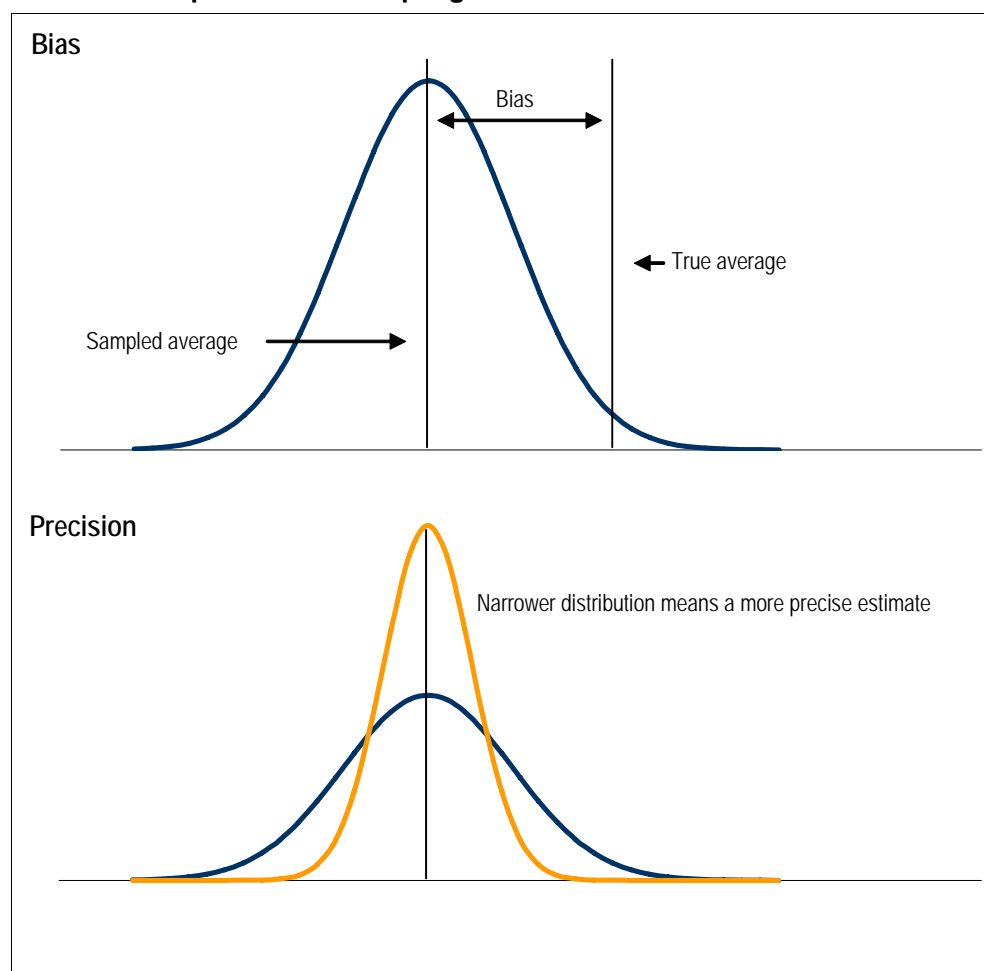 Bias
Bias
True average
Sampled average
Precision
Narrower distribution means a more precise estimate